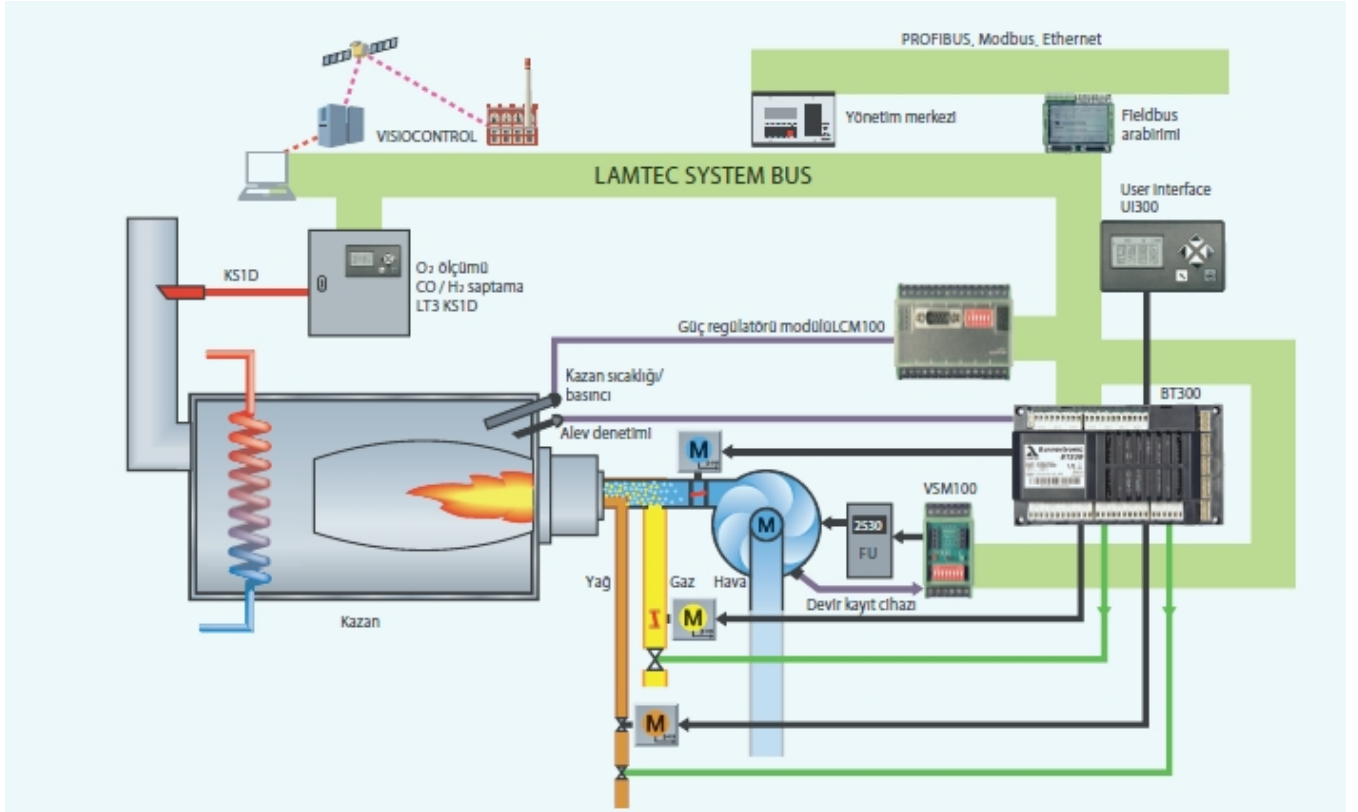 PROFIBUS, Modbus, Ethernet
VISIOCONTROL
Yönetim merkezi
Fieldbus
arabirimi
LAMTEC SYSTEM BUS
User Interface
UI300
KS1D
O₂ ölçümü
CO / H₂ saptama
LT3 KS1D
Güç regülatörü modülüLCM100
Kazan sıcaklığı/
basıncı
BT300
Alev denetimi
M
VSM100
M
2530
FU
Yağ
Gaz
Hava
Devir kayıt cihazı
M
Kazan
M